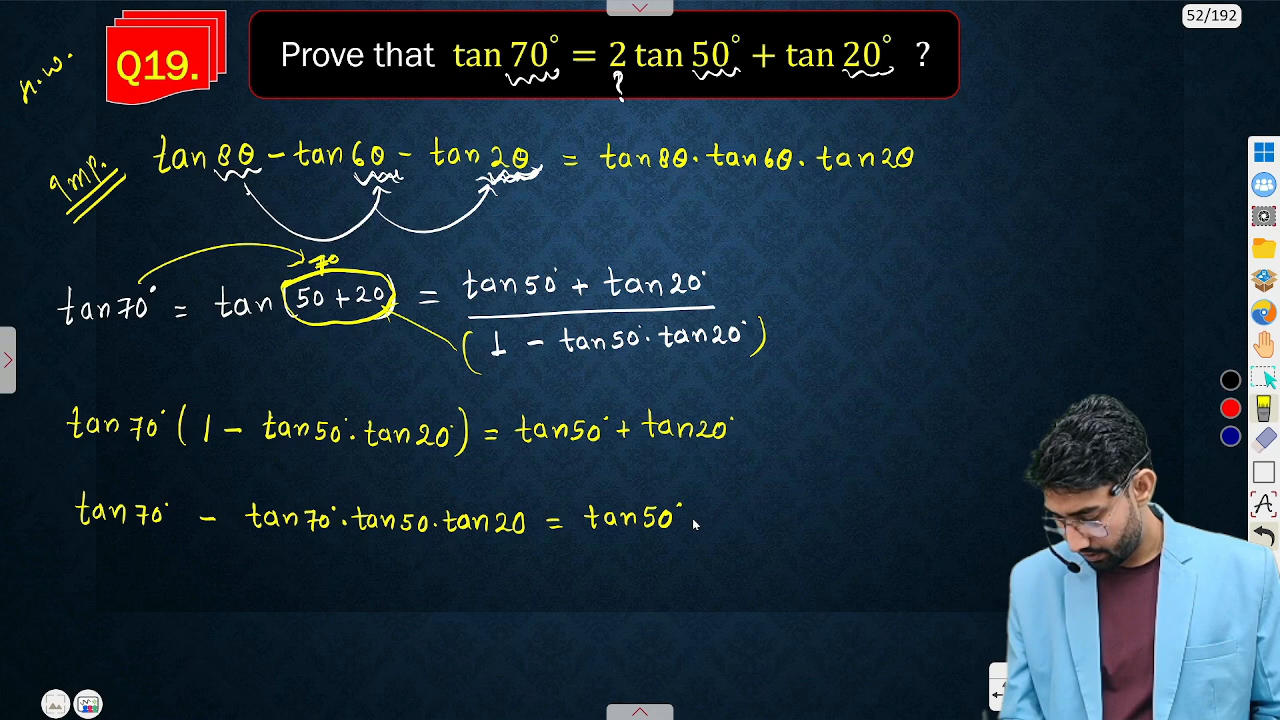 52/192
Q19.
Prove that tan 70° = 2 tan 50° + tan 20° ?
?
H.W.
Imp.
tan 8θ - tan 6θ - tan 2θ = tan 8θ · tan 6θ · tan 2θ
70
tan 70° = tan (50 + 20) = tan 50° + tan 20°
(1 - tan 50° · tan 20°)
tan 70° (1 - tan 50° · tan 20°) = tan 50° + tan 20°
tan 70° - tan 70° · tan 50 · tan 20 = tan 50°